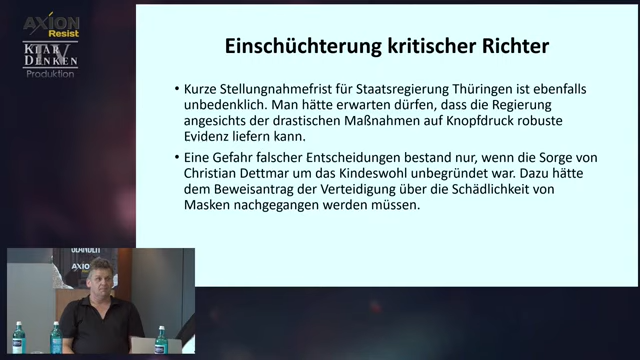 AXION
Resist
KLAR TV
DENKEN
Produktion
Einschüchterung kritischer Richter
• Kurze Stellungnahmefrist für Staatsregierung Thüringen ist ebenfalls
unbedenklich. Man hätte erwarten dürfen, dass die Regierung
angesichts der drastischen Maßnahmen auf Knopfdruck robuste
Evidenz liefern kann.
• Eine Gefahr falscher Entscheidungen bestand nur, wenn die Sorge von
Christian Dettmar um das Kindeswohl unbegründet war. Dazu hätte
dem Beweisantrag der Verteidigung über die Schädlichkeit von
Masken nachgegangen werden müssen.
AXION